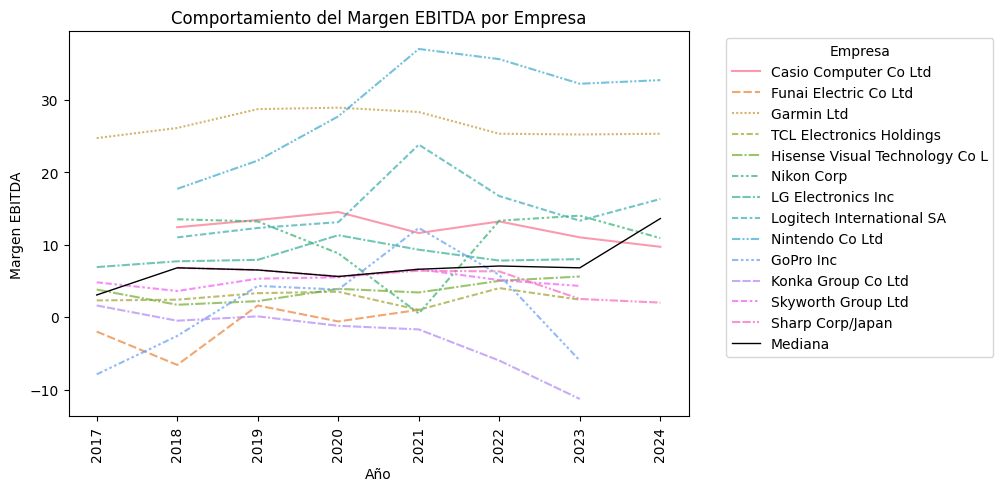 Comportamiento del Margen EBITDA por Empresa
Margen EBITDA
30
20
10
0
−10
2017
2018
2019
2020
2021
2022
2023
2024
Año
Empresa
Casio Computer Co Ltd
Funai Electric Co Ltd
Garmin Ltd
TCL Electronics Holdings
Hisense Visual Technology Co L
Nikon Corp
LG Electronics Inc
Logitech International SA
Nintendo Co Ltd
GoPro Inc
Konka Group Co Ltd
Skyworth Group Ltd
Sharp Corp/Japan
Mediana